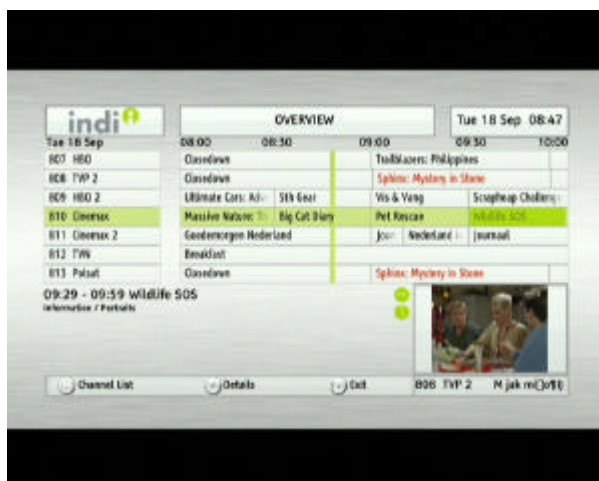 indi
OVERVIEW
Tue 18 Sep 08:47
Tue 18 Sep 08:00 08:30 09:00 09:30 10:00
807 HBO Closedown Trailblazers: Philippines
808 TVP 2 Closedown Sphinx: Mystery in Stone
809 HBO 2 Ultimate Cars: Adv 5th Gear Vis & Vang Scrapheap Challeng
810 Cinemax Massive Nature: Big Cat Diary Pet Rescue Wildlife SOS
811 Cinemax 2 Goedemorgen Nederland Jour Nederland Journaal
812 TVN Breakfast
813 Polsat Closedown Sphinx: Mystery in Stone
09:29 - 09:59 Wildlife SOS
Information / Portraits
Channel List Details Exit 808 TVP 2 M jak